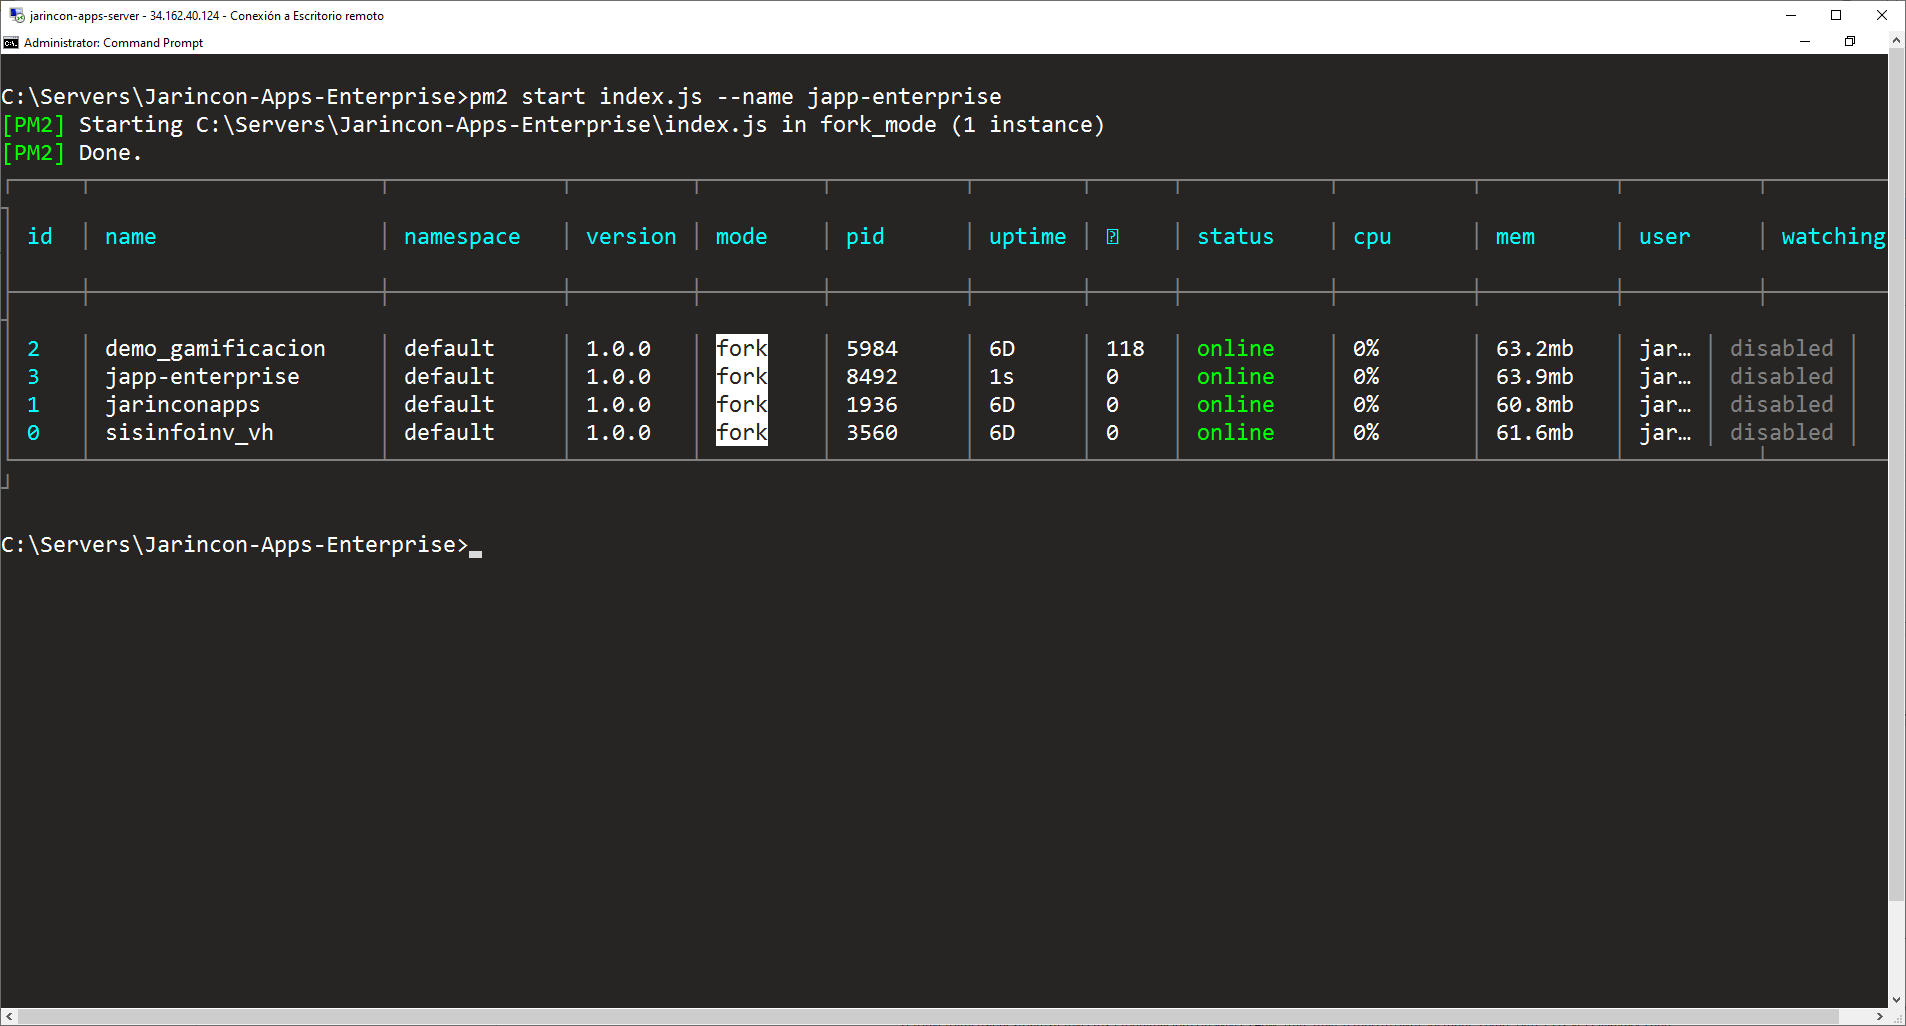 jarincon-apps-server - 34.162.40.124 - Conexión a Escritorio remoto
Administrator: Command Prompt
C:\Servers\Jarincon-Apps-Enterprise>pm2 start index.js --name japp-enterprise
[PM2] Starting C:\Servers\Jarincon-Apps-Enterprise\index.js in fork_mode (1 instance)
[PM2] Done.
id │ name │ namespace │ version │ mode │ pid │ uptime │ │ status │ cpu │ mem │ user │ watching
2 │ demo_gamificacion │ default │ 1.0.0 │ fork │ 5984 │ 6D │ 118 │ online │ 0% │ 63.2mb │ jar… │ disabled │
3 │ japp-enterprise │ default │ 1.0.0 │ fork │ 8492 │ 1s │ 0 │ online │ 0% │ 63.9mb │ jar… │ disabled │
1 │ jarinconapps │ default │ 1.0.0 │ fork │ 1936 │ 6D │ 0 │ online │ 0% │ 60.8mb │ jar… │ disabled │
0 │ sisinfoinv_vh │ default │ 1.0.0 │ fork │ 3560 │ 6D │ 0 │ online │ 0% │ 61.6mb │ jar… │ disabled │
C:\Servers\Jarincon-Apps-Enterprise>